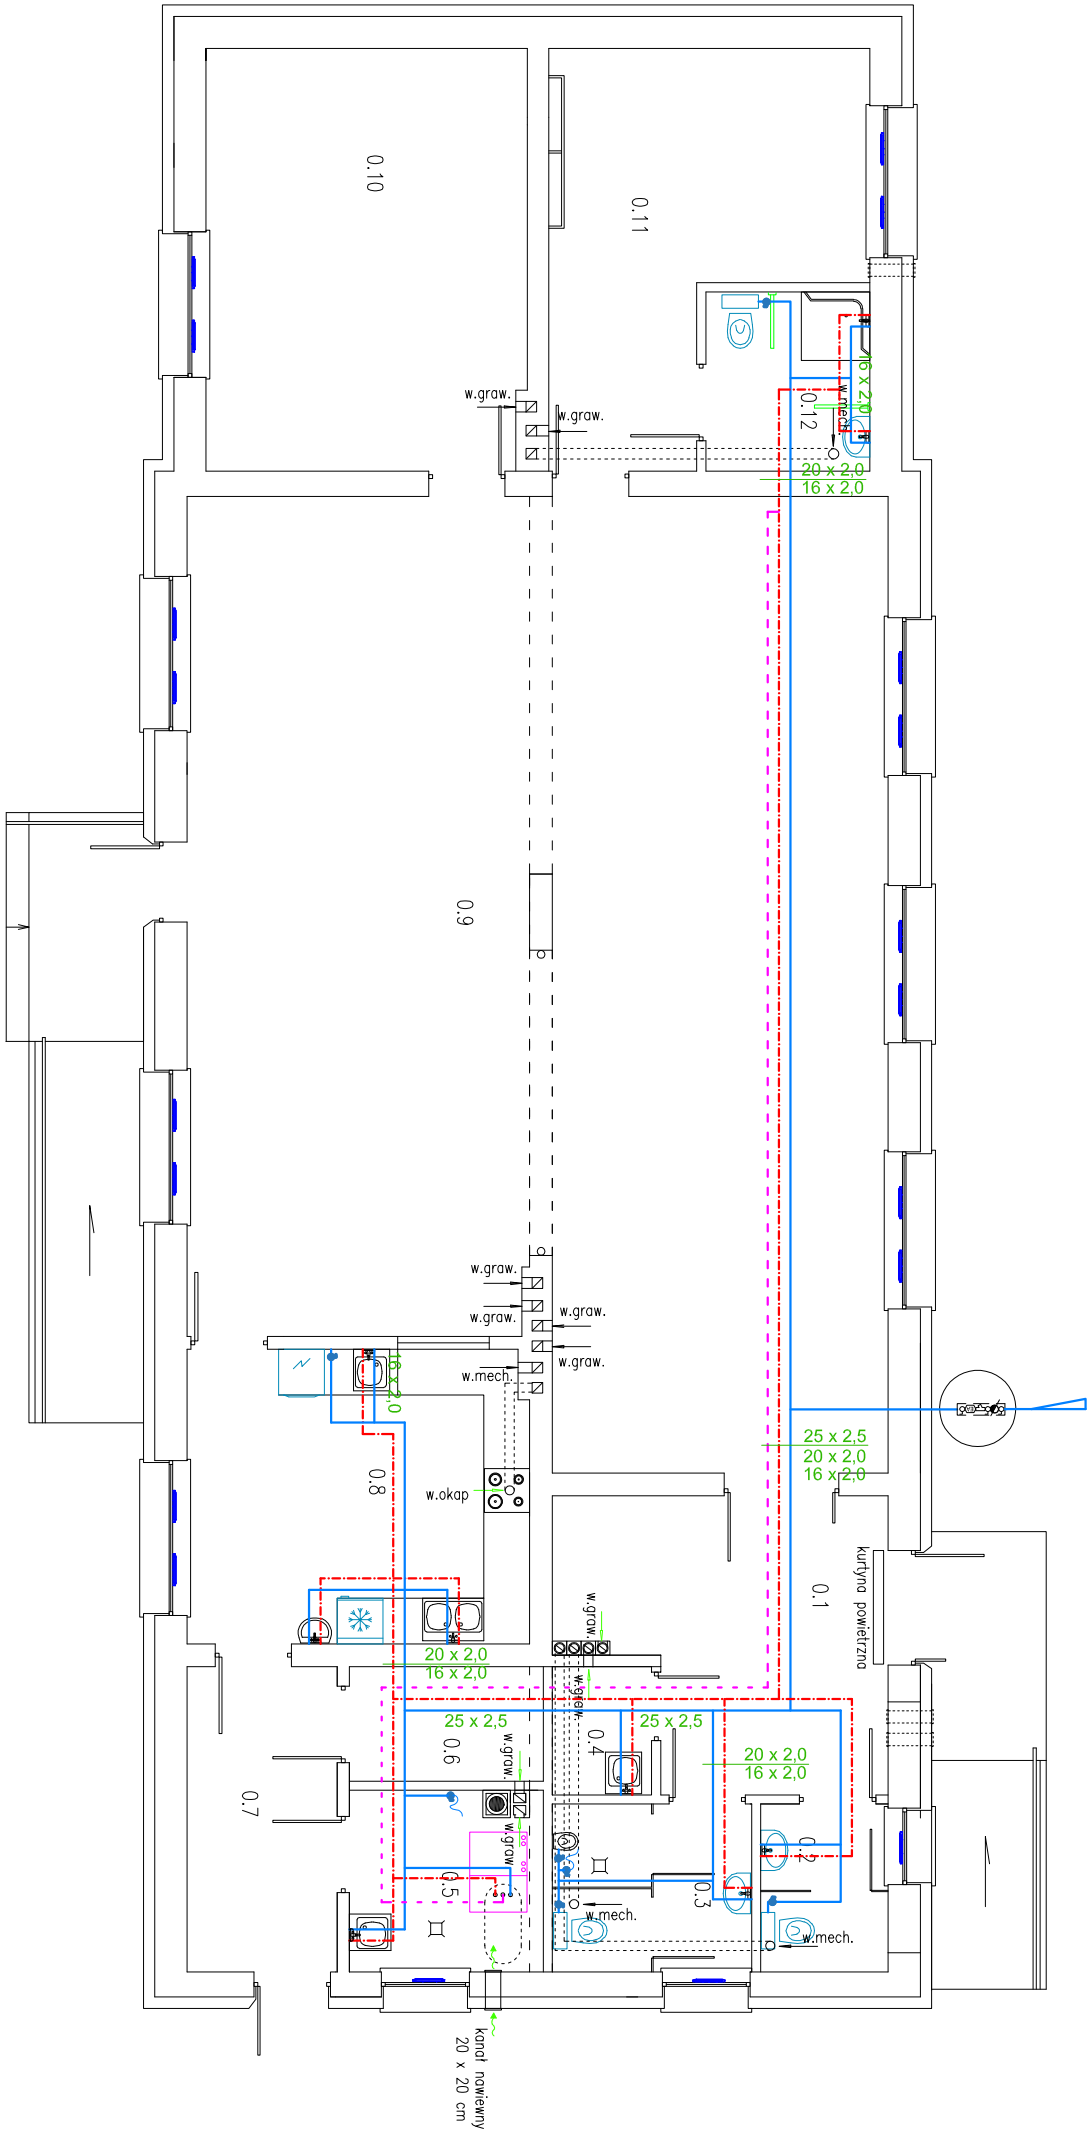 0.10
0.11
w.graw.
w.graw.
16 x 2,0
w.mech.
0.12
20 x 2,0
16 x 2,0
0.9
w.graw.
w.graw.
w.graw.
w.graw.
w.mech.
16 x 2,0
25 x 2,5
20 x 2,0
16 x 2,0
0.8
w.okap
kurtyna powietrzna
0.1
w.graw.
20 x 2,0
16 x 2,0
w.graw.
25 x 2,5
25 x 2,5
0.6
w.graw.
0.4
20 x 2,0
16 x 2,0
0.7
w.graw
0.5
0.2
0.3
w.mech.
w.mech.
kanał nawiewny
20 x 20 cm